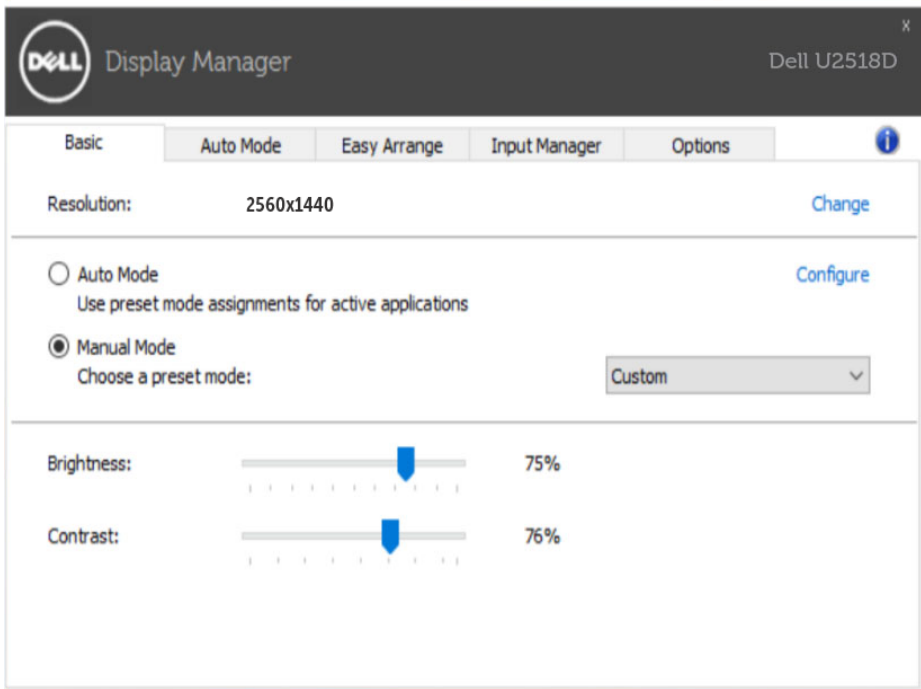 DELL Display Manager
x
Dell U2518D
Basic Auto Mode Easy Arrange Input Manager Options i
Resolution: 2560x1440 Change
Auto Mode Configure
Use preset mode assignments for active applications
Manual Mode
Choose a preset mode: Custom
Brightness: 75%
Contrast: 76%